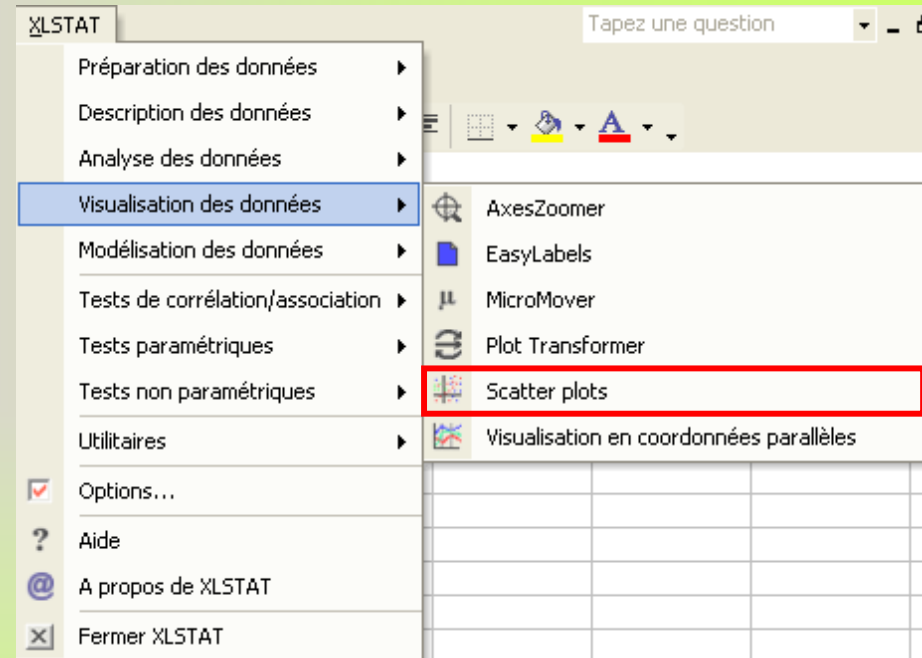 XLSTAT
Tapez une question
Préparation des données
Description des données
Analyse des données
Visualisation des données
Modélisation des données
Tests de corrélation/association
Tests paramétriques
Tests non paramétriques
Utilitaires
Options...
Aide
A propos de XLSTAT
Fermer XLSTAT
AxesZoomer
EasyLabels
MicroMover
Plot Transformer
Scatter plots
Visualisation en coordonnées parallèles